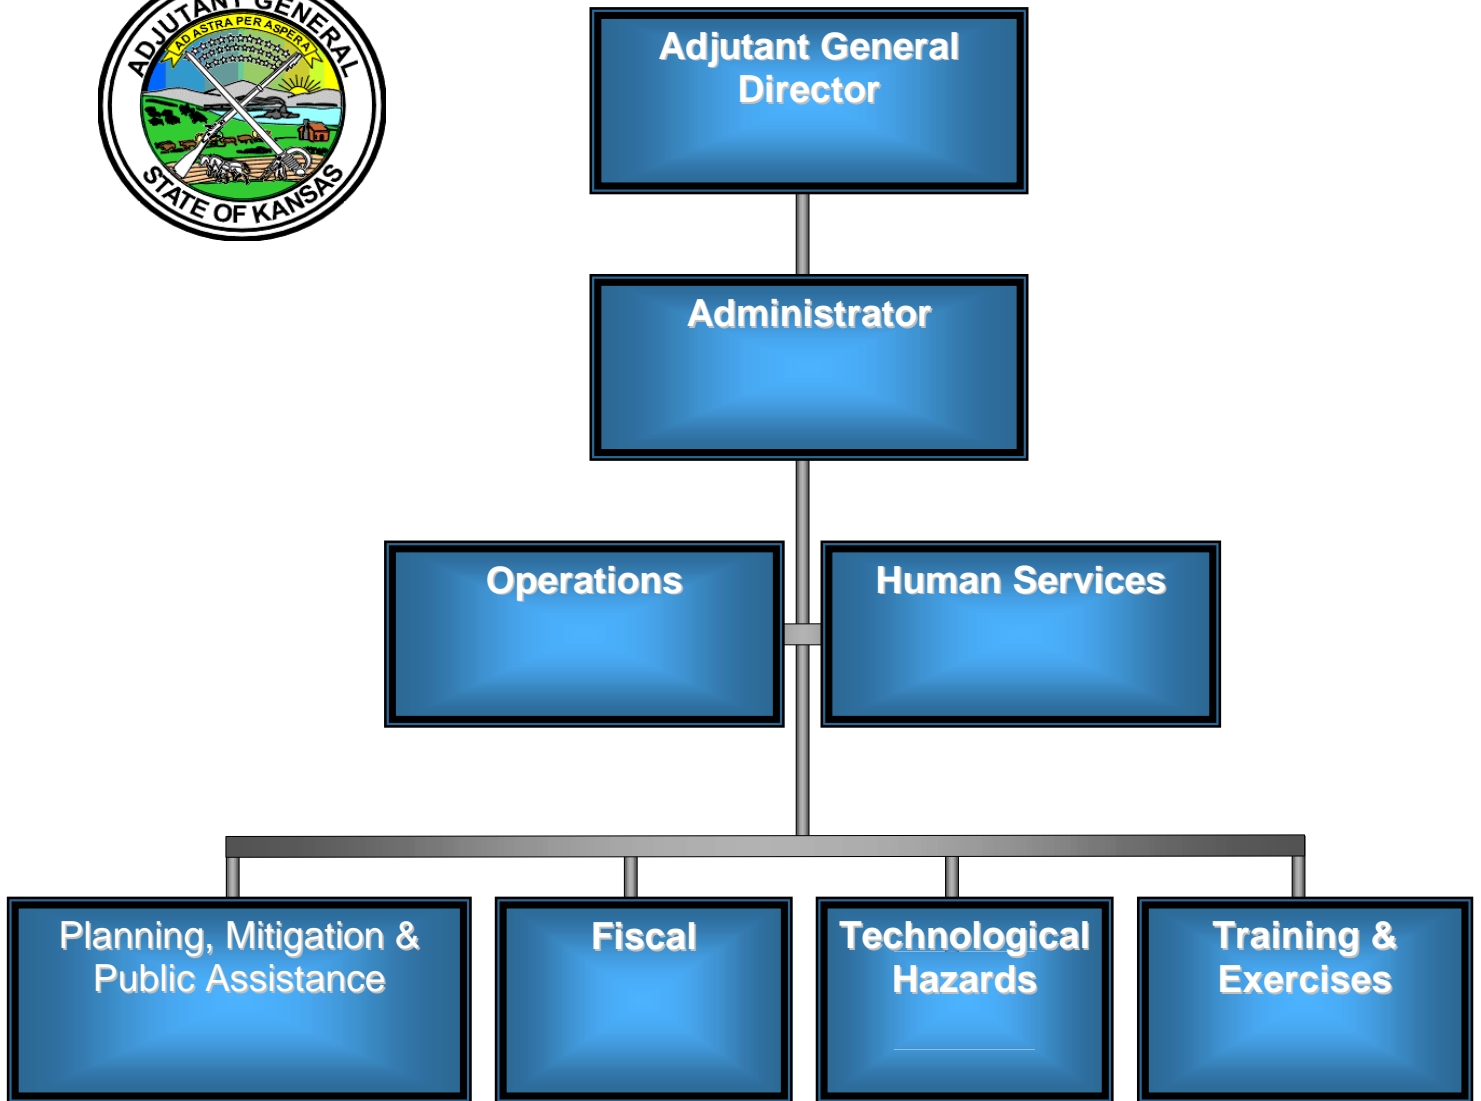 ADJUTANT GENERAL
AD ASTRA PER ASPERA
STATE OF KANSAS
Adjutant General
Director
Administrator
Operations
Human Services
Planning, Mitigation &
Public Assistance
Fiscal
Technological
Hazards
Training &
Exercises